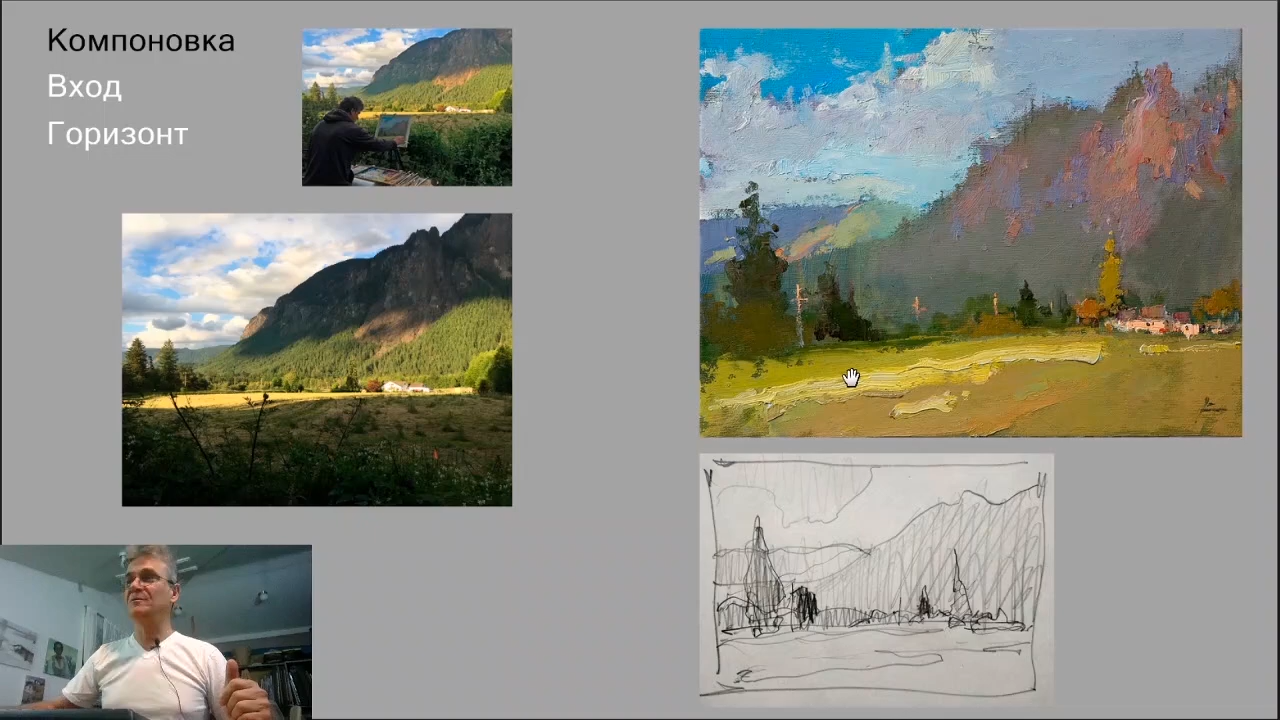 Компоновка
Вход
Горизонт